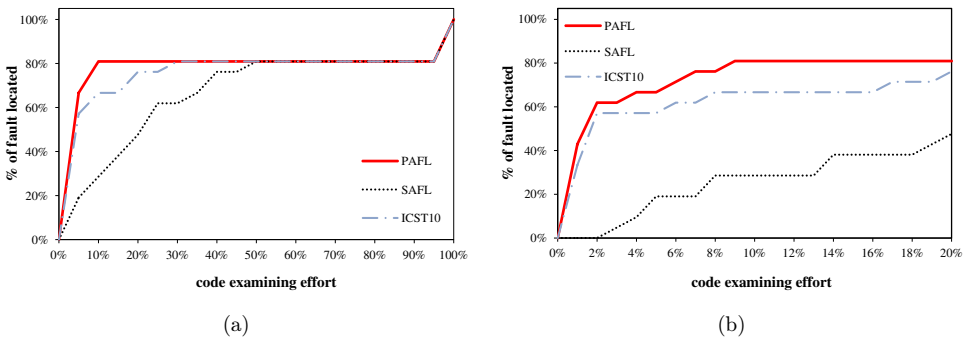 100%
80%
60%
40%
20%
0%
% of fault located
PAFL
SAFL
ICST10
0% 10% 20% 30% 40% 50% 60% 70% 80% 90% 100%
code examining effort
(a)
100%
80%
60%
40%
20%
0%
% of fault located
PAFL
SAFL
ICST10
0% 2% 4% 6% 8% 10% 12% 14% 16% 18% 20%
code examining effort
(b)